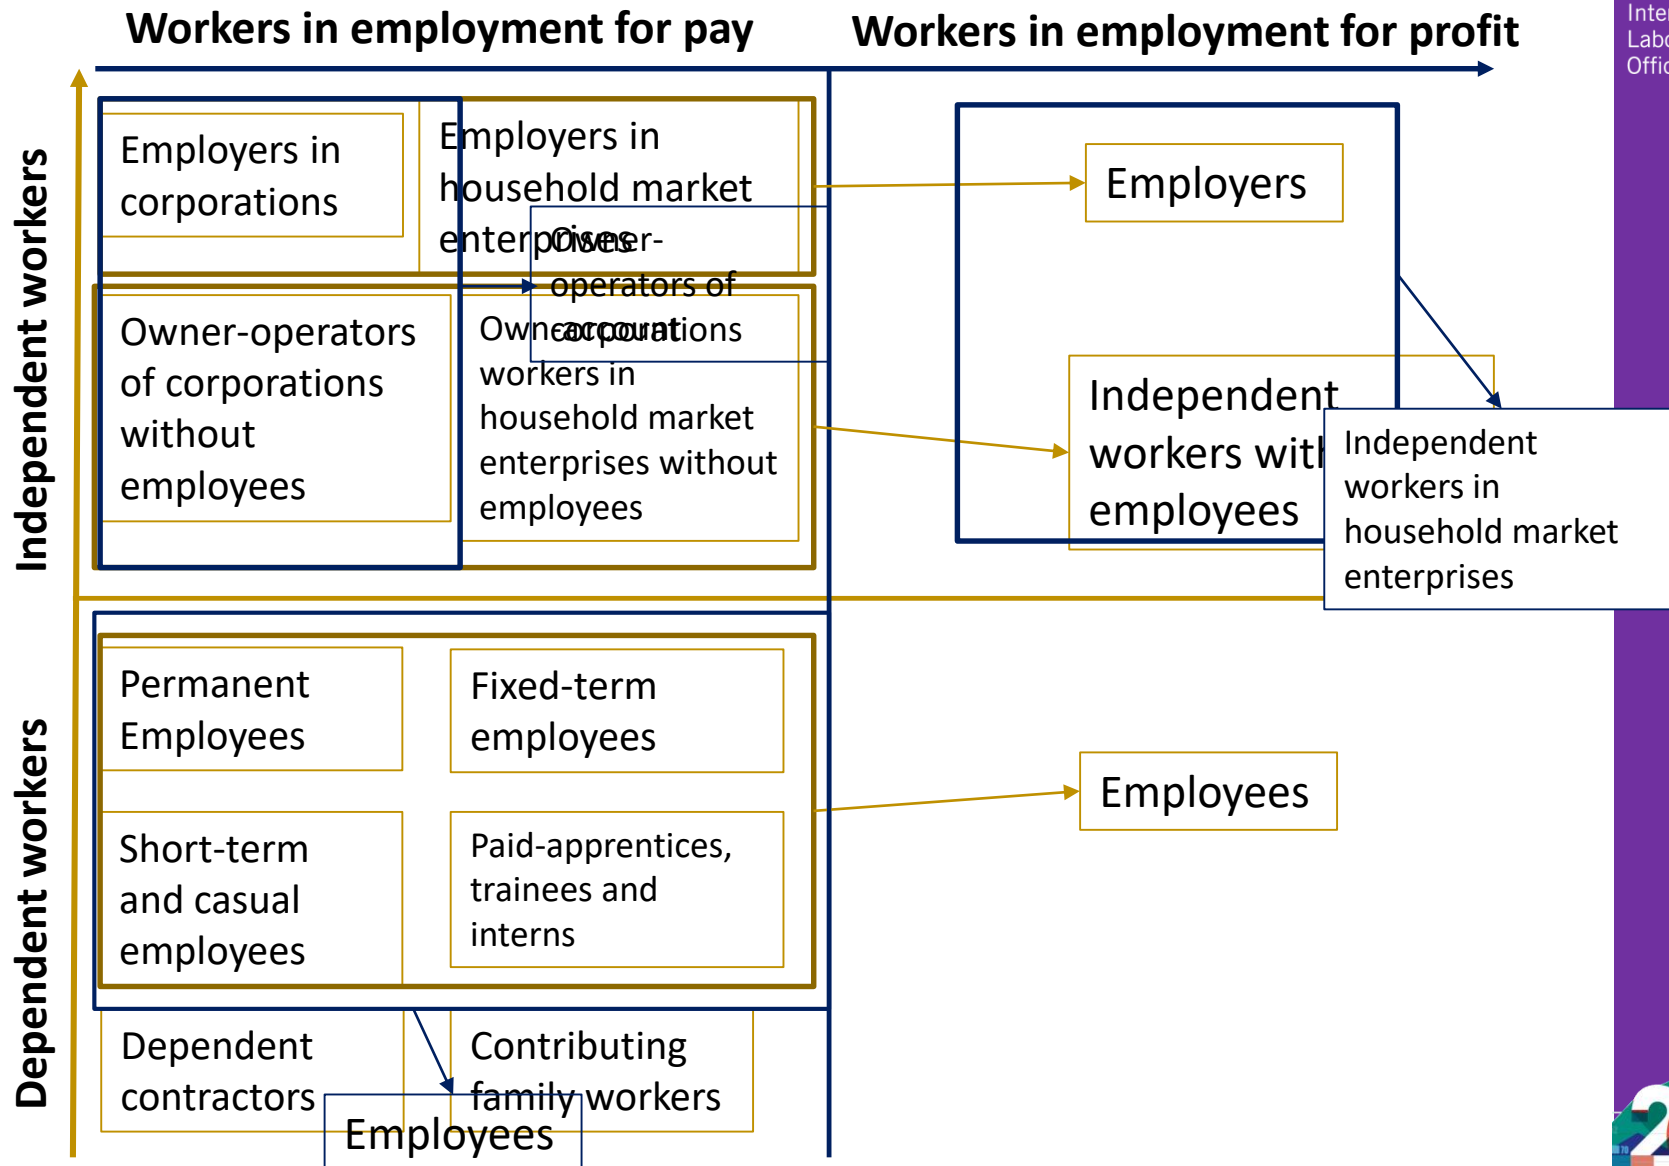 Workers in employment for pay
Workers in employment for profit
Independent workers
Dependent workers
Employers in
corporations
Employers in
household market
enterprises
Owner-
operators of
corporations
Owner-operators
of corporations
without
employees
Own-account
workers in
household market
enterprises without
employees
Employers
Independent
workers
employees
Independent
workers in
household market
enterprises
Permanent
Employees
Fixed-term
employees
Short-term
and casual
employees
Paid-apprentices,
trainees and
interns
Employees
Dependent
contractors
Contributing
family workers
Employees